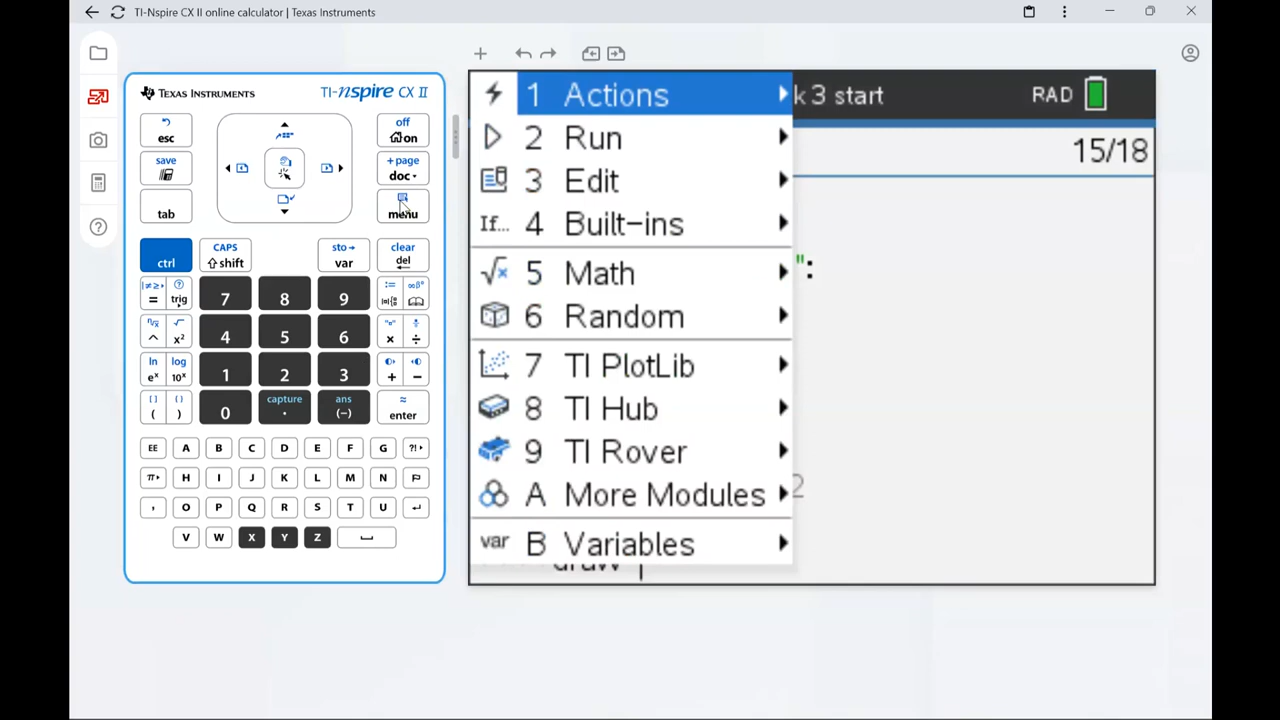 TI-Nspire CX II online calculator | Texas Instruments
TEXAS INSTRUMENTS
TI-nspire CX II
esc
save
tab
off
on
+ page
doc
menu
ctrl
CAPS
shift
sto→
var
clear
del
= trig
7 8 9
^ x²
4 5 6
× ÷
ln log
eˣ 10ˣ
1 2 3
+ −
( )
0
capture
.
ans
(−)
≈
enter
EE A B C D E F G ?!
π H I J K L M N
, O P Q R S T U
V W X Y Z
k 3 start
RAD
15/18
1 Actions
2 Run
3 Edit
If... 4 Built-ins
":
5 Math
6 Random
7 TI PlotLib
8 TI Hub
9 TI Rover
A More Modules
2
var B Variables
draw